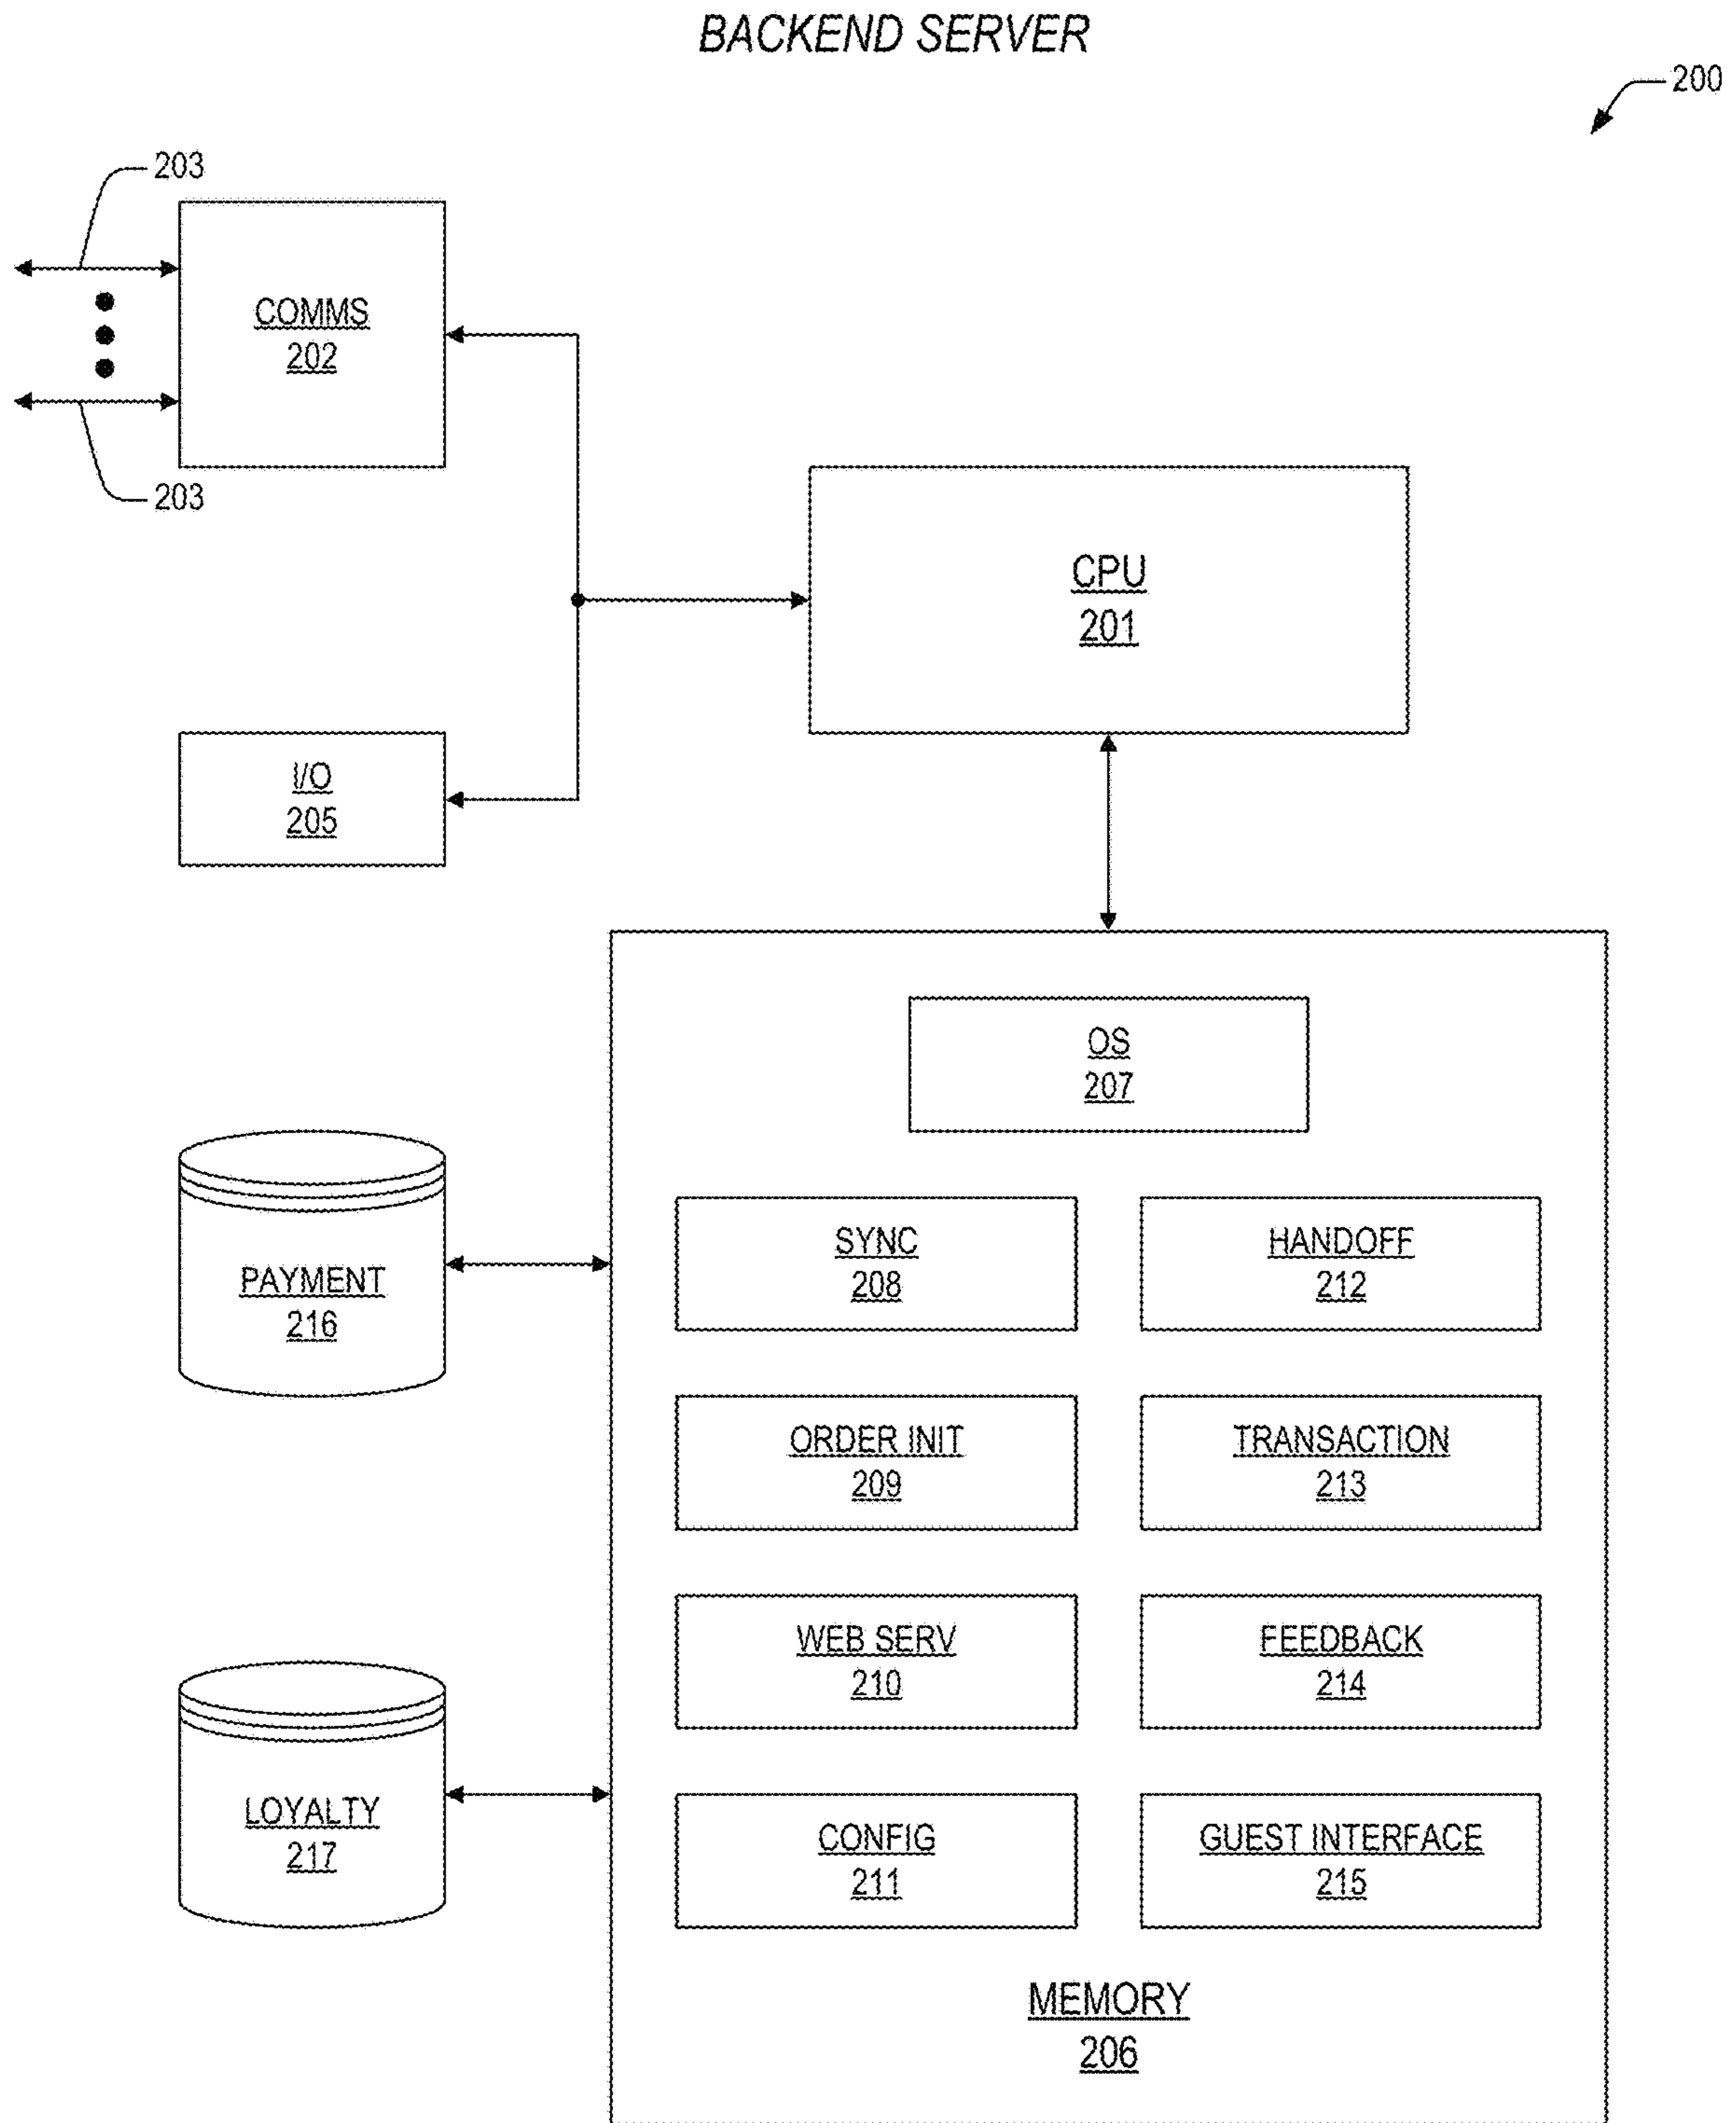 BACKEND SERVER
200
203
COMMS
202
203
CPU
201
I/O
205
OS
207
PAYMENT
216
SYNC
208
HANDOFF
212
ORDER INIT
209
TRANSACTION
213
WEB SERV
210
FEEDBACK
214
LOYALTY
217
CONFIG
211
GUEST INTERFACE
215
MEMORY
206